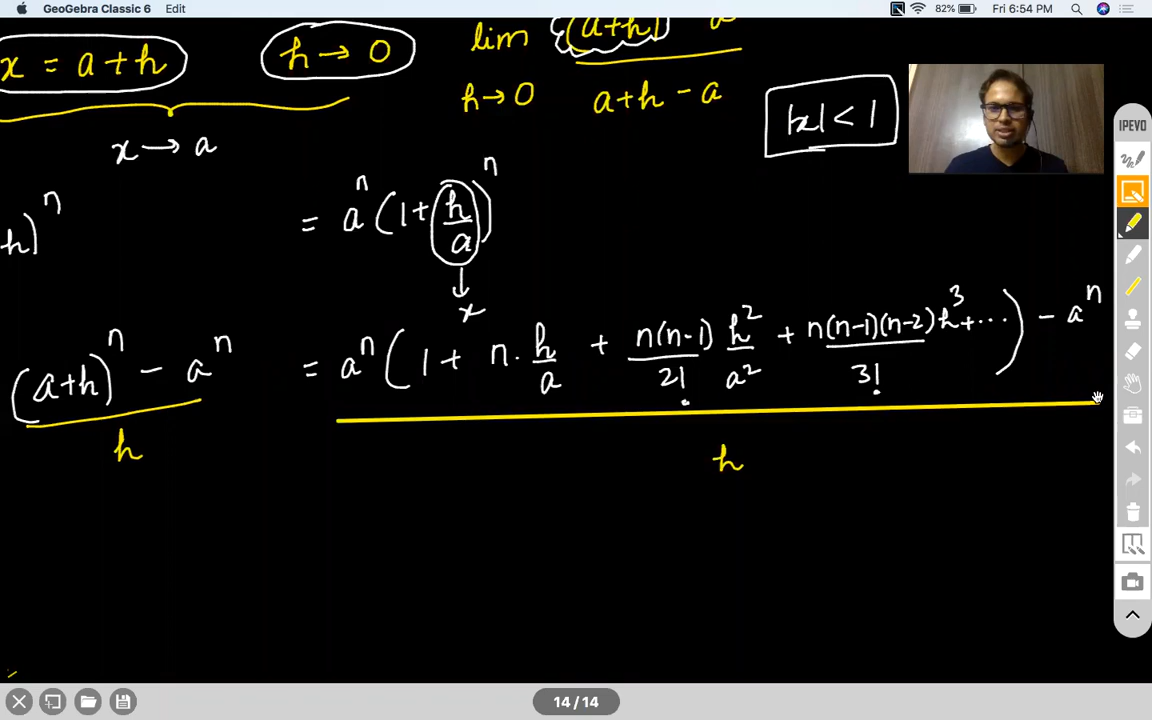 GeoGebra Classic 6 Edit 82% Fri 6:54 PM
x = a+h h→0 lim (a+h)
h→0 a+h-a
|x| < 1
x → a
IPEVO
h)^n = a^n (1+ h/a)^n
x
(a+h)^n - a^n / h = a^n (1 + n. h/a + n(n-1)/2! h^2/a^2 + n(n-1)(n-2)h^3/3! + ...) - a^n / h
14 / 14